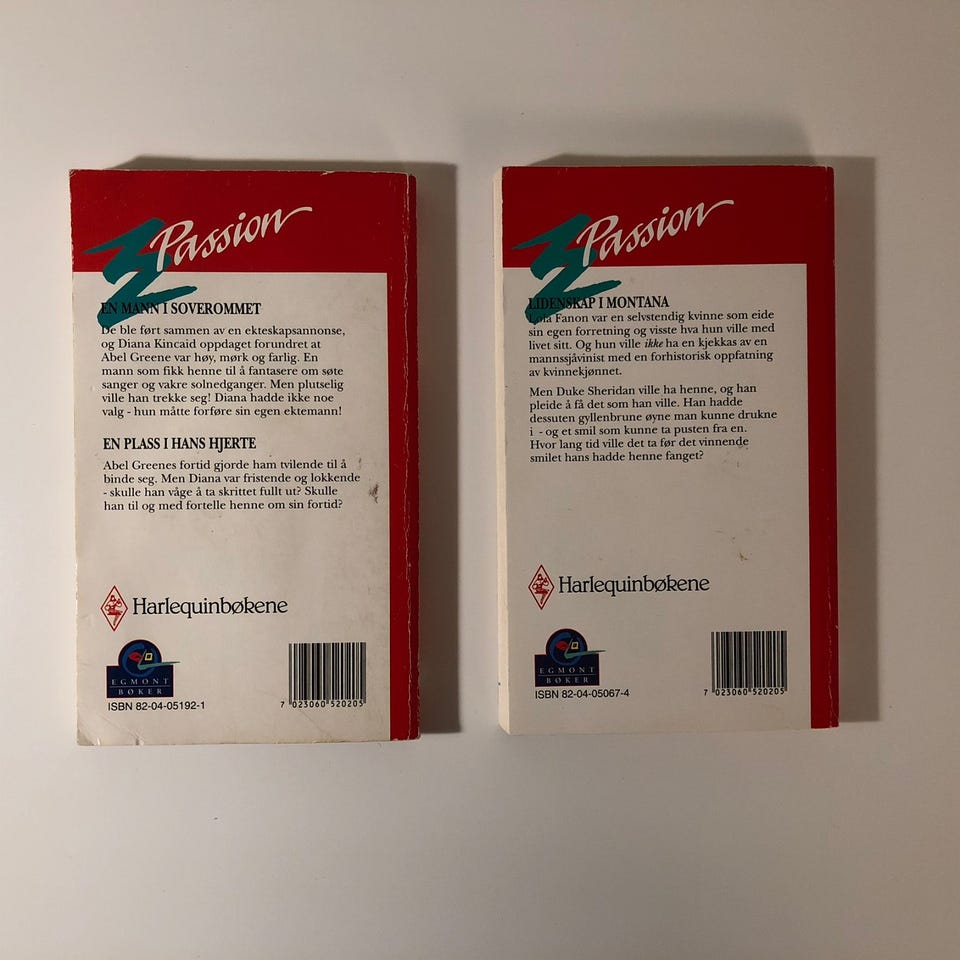 Passion
EN MANN I SOVEROMMET
De ble ført sammen av en ekteskapsannonse,
og Diana Kincaid oppdaget forundret at
Abel Greene var høy, mørk og farlig. En
mann som fikk henne til å fantasere om søte
sanger og vakre solnedganger. Men plutselig
ville han trekke seg! Diana hadde ikke noe
valg - hun måtte forføre sin egen ektemann!
EN PLASS I HANS HJERTE
Abel Greenes fortid gjorde ham tvilende til å
binde seg. Men Diana var fristende og lokkende
- skulle han våge å ta skrittet fullt ut? Skulle
han til og med fortelle henne om sin fortid?
Harlequinbøkene
EGMONT
BØKER
ISBN 82-04-05192-1
7 023060 520205
Passion
LIDENSKAP I MONTANA
Lola Fanon var en selvstendig kvinne som eide
sin egen forretning og visste hva hun ville med
livet sitt. Og hun ville ikke ha en kjekkas av en
mannssjåvinist med en forhistorisk oppfatning
av kvinnekjønnet.
Men Duke Sheridan ville ha henne, og han
pleide å få det som han ville. Han hadde
dessuten gyllenbrune øyne man kunne drukne
i - og et smil som kunne ta pusten fra en.
Hvor lang tid ville det ta før det vinnende
smilet hans hadde henne fanget?
Harlequinbøkene
EGMONT
BØKER
ISBN 82-04-05067-4
7 023060 520205